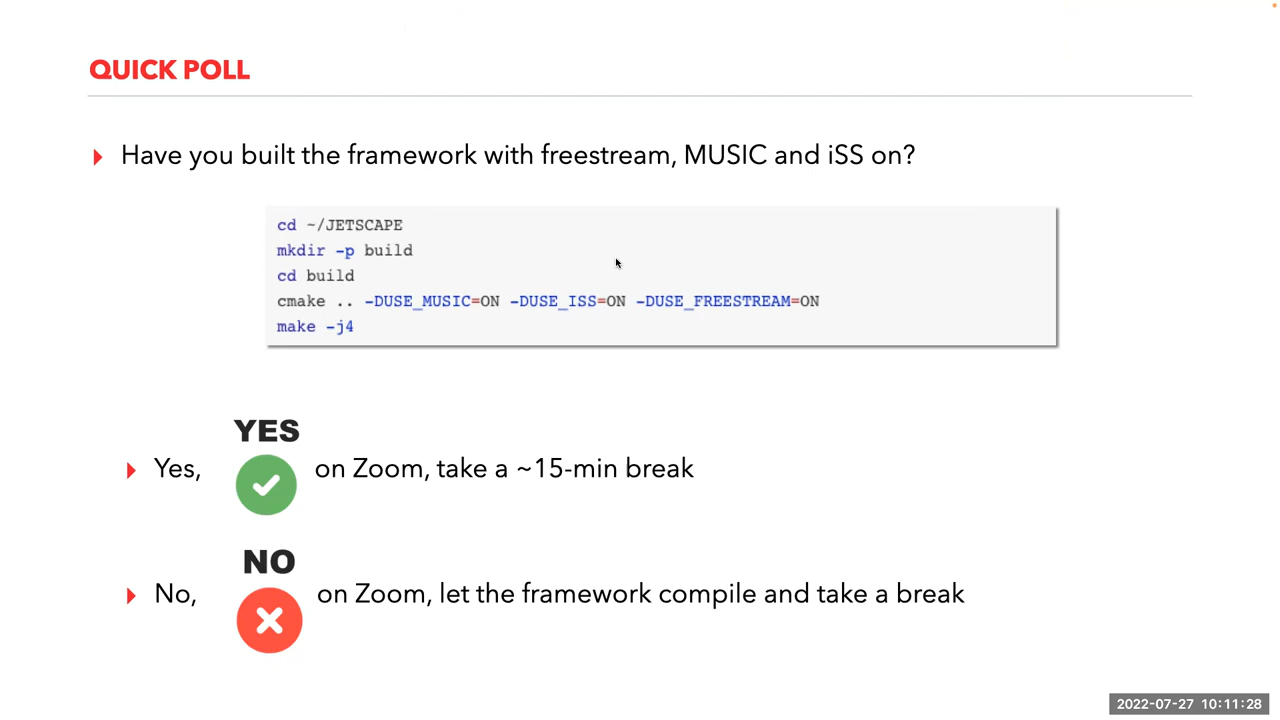 QUICK POLL
Have you built the framework with freestream, MUSIC and iSS on?
cd ~/JETSCAPE
mkdir -p build
cd build
cmake .. -DUSE_MUSIC=ON -DUSE_ISS=ON -DUSE_FREESTREAM=ON
make -j4
YES
Yes, on Zoom, take a ~15-min break
NO
No, on Zoom, let the framework compile and take a break
2022-07-27 10:11:28